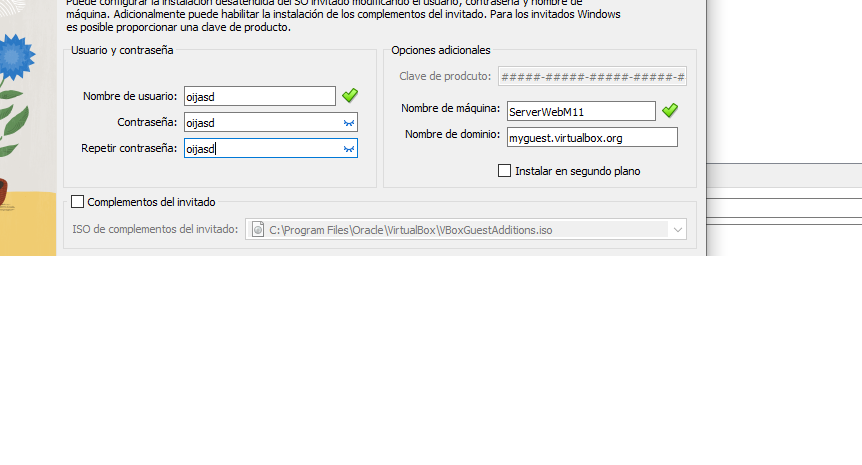 Puede configurar la instalación desatendida del SO invitado modificando el usuario, contraseña y nombre de
máquina. Adicionalmente puede habilitar la instalación de los complementos del invitado. Para los invitados Windows
es posible proporcionar una clave de producto.
Usuario y contraseña
Nombre de usuario: oijasd
Contraseña: oijasd
Repetir contraseña: oijasd
Opciones adicionales
Clave de prodcuto: #####-#####-#####-#####-#
Nombre de máquina: ServerWebM11
Nombre de dominio: myguest.virtualbox.org
Instalar en segundo plano
Complementos del invitado
ISO de complementos del invitado: C:\Program Files\Oracle\VirtualBox\VBoxGuestAdditions.iso